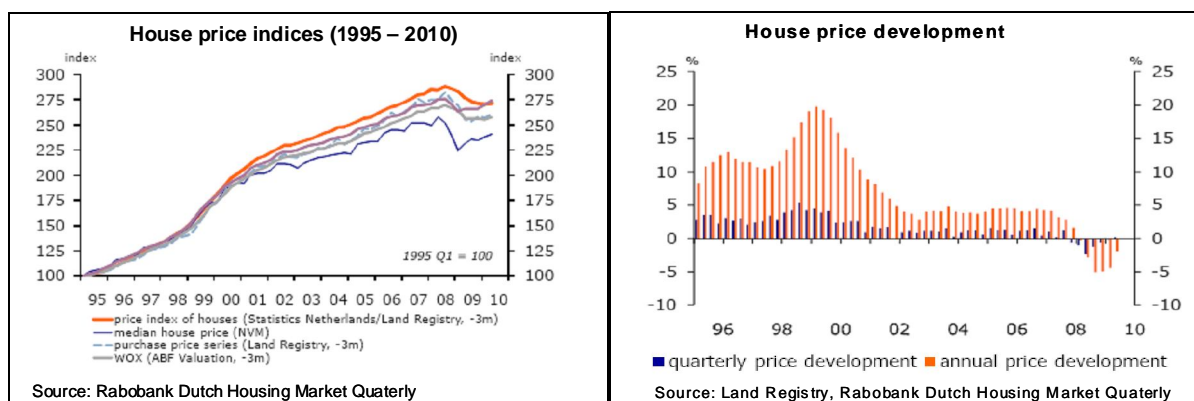 House price indices (1995 – 2010)
index index
300 300
275 275
250 250
225 225
200 200
175 175
150 150
125 125
100 100
1995 Q1 = 100
95 96 97 98 99 00 01 02 03 04 05 06 07 08 09 10
price index of houses (Statistics Netherlands/Land Registry, -3m)
median house price (NVM)
purchase price series (Land Registry, -3m)
WOX (ABF Valuation, -3m)
Source: Rabobank Dutch Housing Market Quaterly
House price development
% %
25 25
20 20
15 15
10 10
5 5
0 0
-5 -5
-10 -10
96 98 00 02 04 06 08 10
quarterly price development annual price development
Source: Land Registry, Rabobank Dutch Housing Market Quaterly